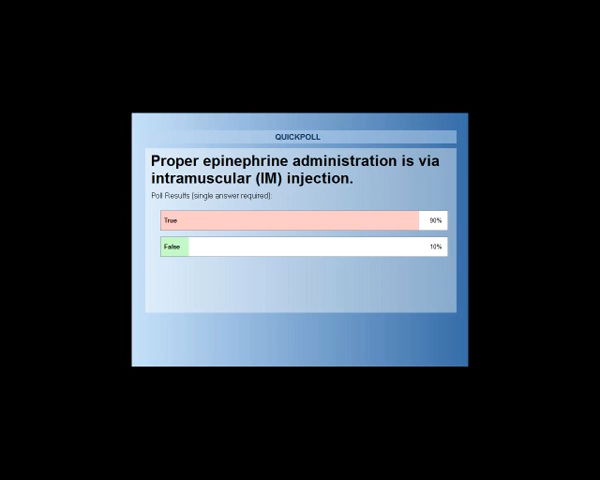 QUICKPOLL
Proper epinephrine administration is via
intramuscular (IM) injection.
Poll Results (single answer required):
True 90%
False 10%